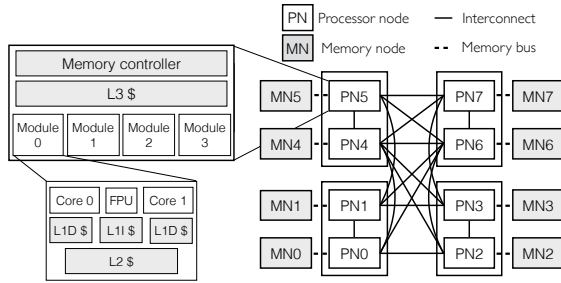 PN Processor node — Interconnect
MN Memory node -- Memory bus
Memory controller
L3 $
Module 0
Module 1
Module 2
Module 3
Core 0 FPU Core 1
L1D $ L1I $ L1D $
L2 $
MN5 PN5 PN7 MN7
MN4 PN4 PN6 MN6
MN1 PN1 PN3 MN3
MN0 PN0 PN2 MN2